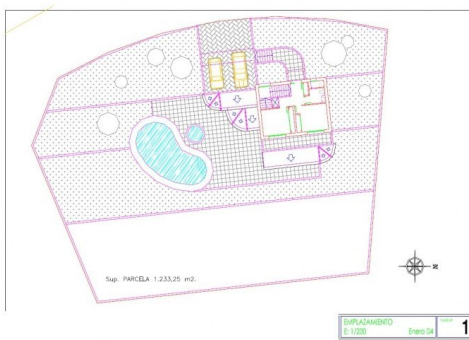 Sup. PARCELA 1.233,25 m2.
N
EMPLAZAMIENTO
E: 1/200 Enero 04
1